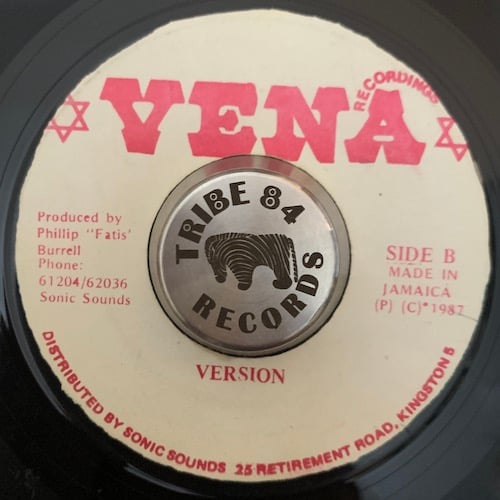 VENA
RECORDINGS
TRIBE 84
RECORDS
Produced by
Phillip "Fatis'
Burrell
Phone:
61204/62036
Sonic Sounds
SIDE B
MADE IN
JAMAICA
(P) (C)* 1987
VERSION
DISTRIBUTED BY SONIC SOUNDS 25 RETIREMENT ROAD, KINGSTON 5